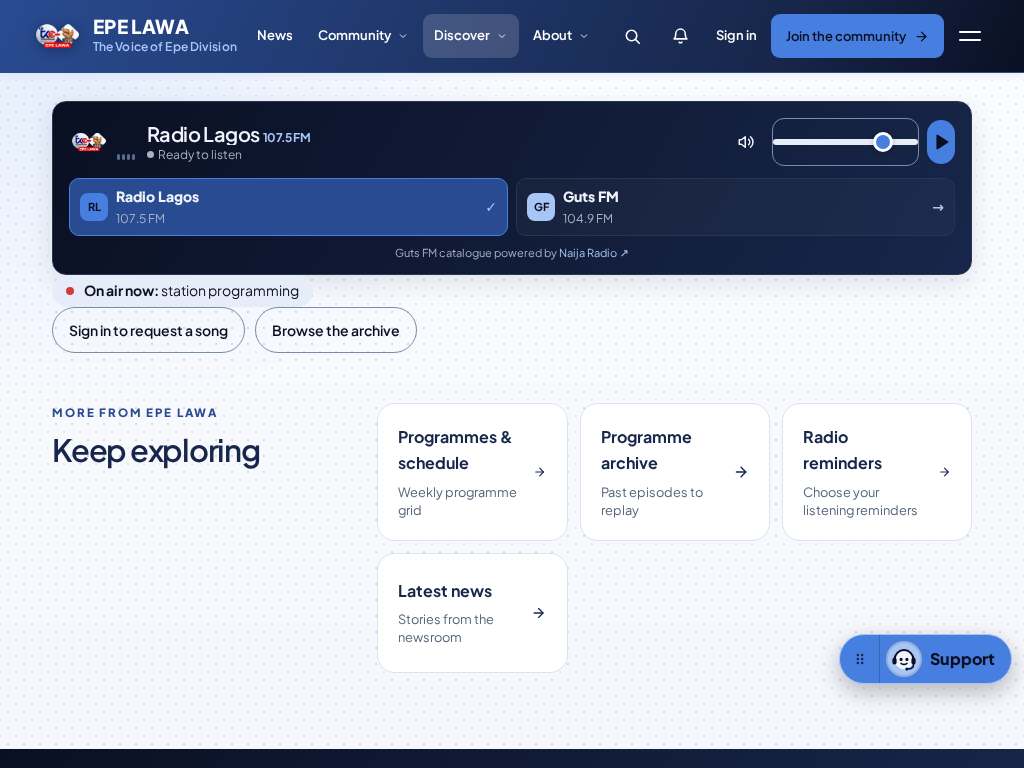 EPE LAWA
The Voice of Epe Division
News
Community
Discover
About
Sign in
Join the community
Radio Lagos 107.5 FM
Ready to listen
RL
Radio Lagos
107.5 FM
GF
Guts FM
104.9 FM
Guts FM catalogue powered by Naija Radio ↗
On air now: station programming
Sign in to request a song
Browse the archive
MORE FROM EPE LAWA
Keep exploring
Programmes &
schedule
Weekly programme
grid
Programme
archive
Past episodes to
replay
Radio
reminders
Choose your
listening reminders
Latest news
Stories from the
newsroom
Support